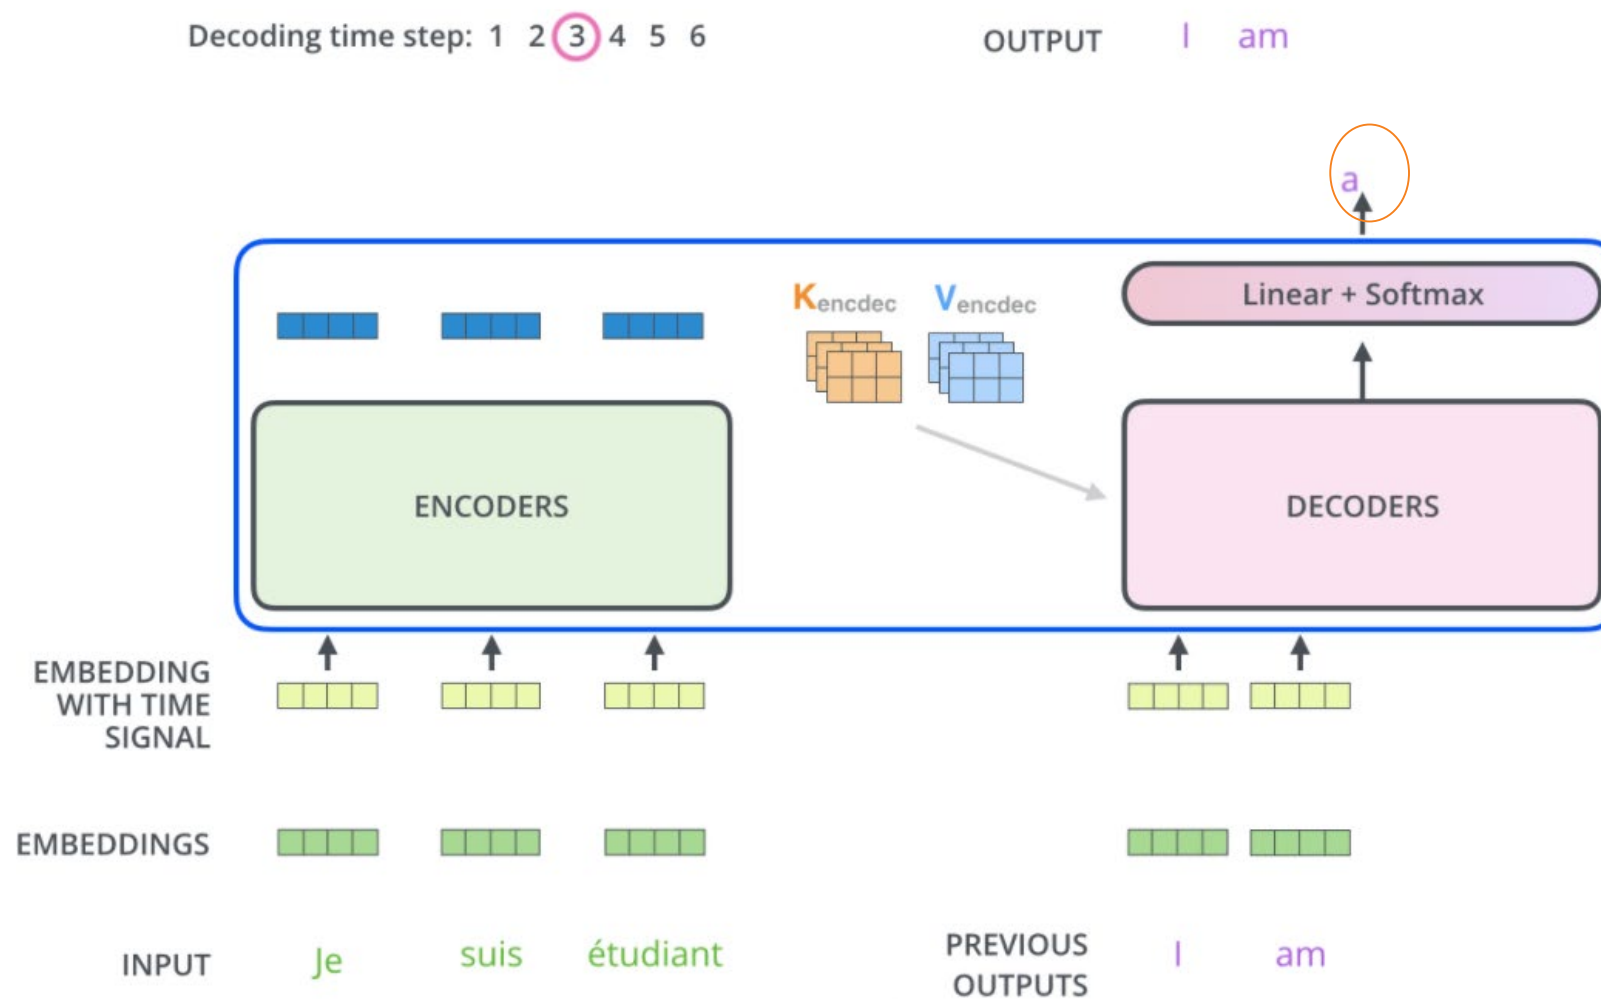 Decoding time step: 1 2 3 4 5 6
OUTPUT I am
a
Kencdec Vencdec
Linear + Softmax
ENCODERS
DECODERS
EMBEDDING
WITH TIME
SIGNAL
EMBEDDINGS
INPUT Je suis étudiant
PREVIOUS
OUTPUTS
I am